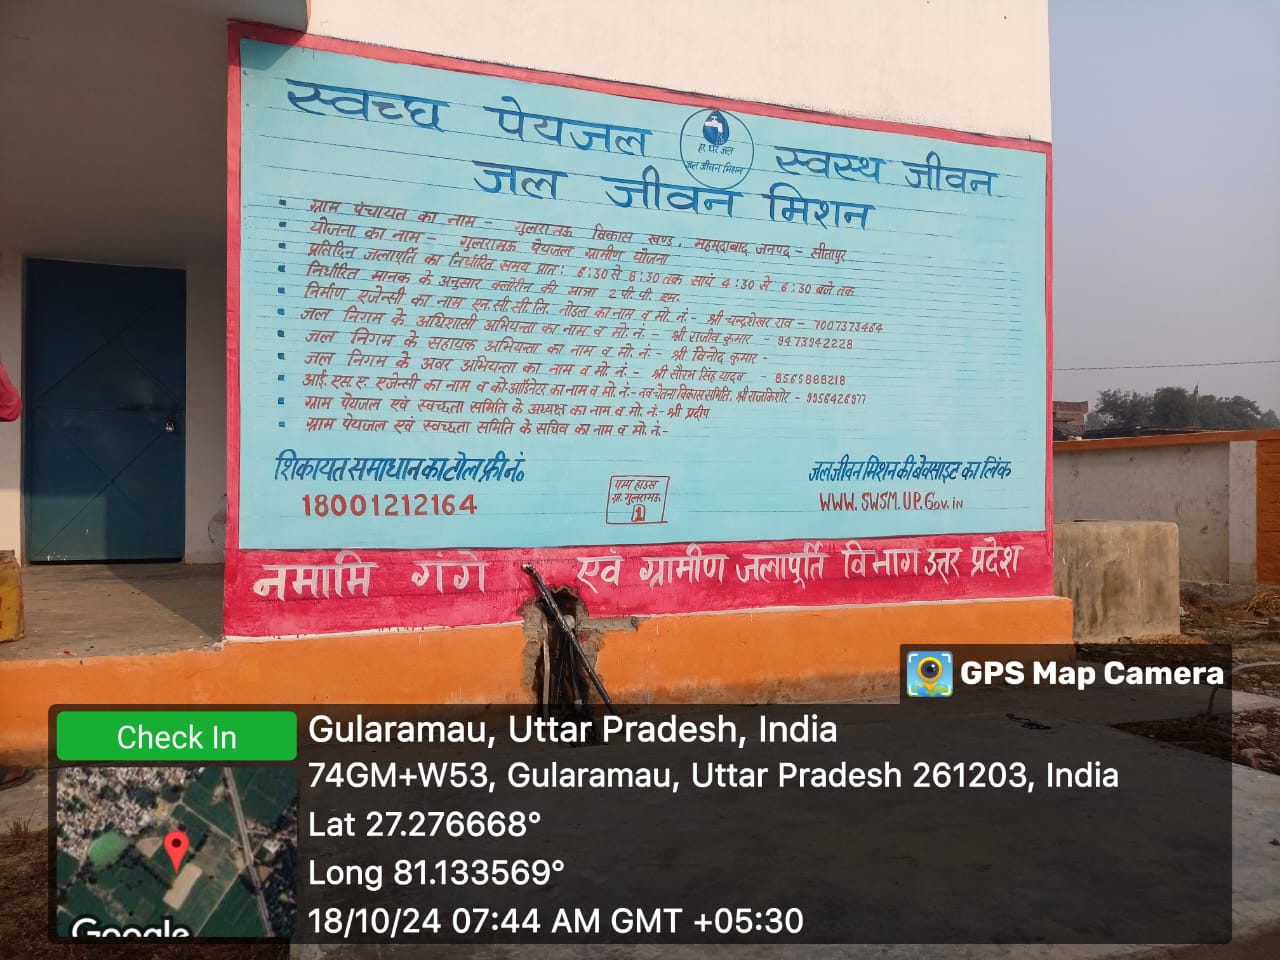 स्वच्छ पेयजल स्वस्थ जीवन
हर घर जल
जल जीवन मिशन
जल जीवन मिशन
ग्राम पंचायत का नाम - गुलरामऊ विकास खण्ड, महमूदाबाद जनपद - सीतापुर
योजना का नाम - गुलरामऊ पेयजल ग्रामीण योजना
प्रतिदिन जलापूर्ति का निर्धारित समय प्रातः 6:30 से 8:30 तक सायं 4:30 से 6:30 बजे तक
निर्धारित मानक के अनुसार क्लोरीन की मात्रा 2 पी.पी. एम.
निर्माण एजेन्सी का नाम एन.सी.सी.लि. नोडल का नाम व मो. नं.- श्री चन्द्रशेखर राव - 7007373464
जल निगम के अधिशासी अभियन्ता का नाम व मो. नं:- श्री राजीव कुमार - 9473942228
जल निगम के सहायक अभियन्ता का नाम व मो. नं:- श्री विनोद कुमार -
जल निगम के अवर अभियन्ता का नाम व मो. नं.- श्री सौरभ सिंह यादव - 8565888218
आई.एस.ए. एजेन्सी का नाम व को-ऑर्डिनेटर का नाम व मो. नं.- नवचेतना विकास समिति, श्री राजकिशोर - 9956426977
ग्राम पेयजल एवं स्वच्छता समिति के अध्यक्ष का नाम व मो. नं.- श्री प्रदीप
ग्राम पेयजल एवं स्वच्छता समिति के सचिव का नाम व मो. नं.-
शिकायत समाधान का टोल फ्री नं.
18001212164
पम्प हाउस
ग्रा. गुलरामऊ
1
जल जीवन मिशन की वेवसाइट का लिंक
WWW.SWSM.UP.Gov.iN
नमामि गंगे एवं ग्रामीण जलापूर्ति विभाग उत्तर प्रदेश
GPS Map Camera
Check In
Gularamau, Uttar Pradesh, India
74GM+W53, Gularamau, Uttar Pradesh 261203, India
Lat 27.276668°
Long 81.133569°
18/10/24 07:44 AM GMT +05:30
Google